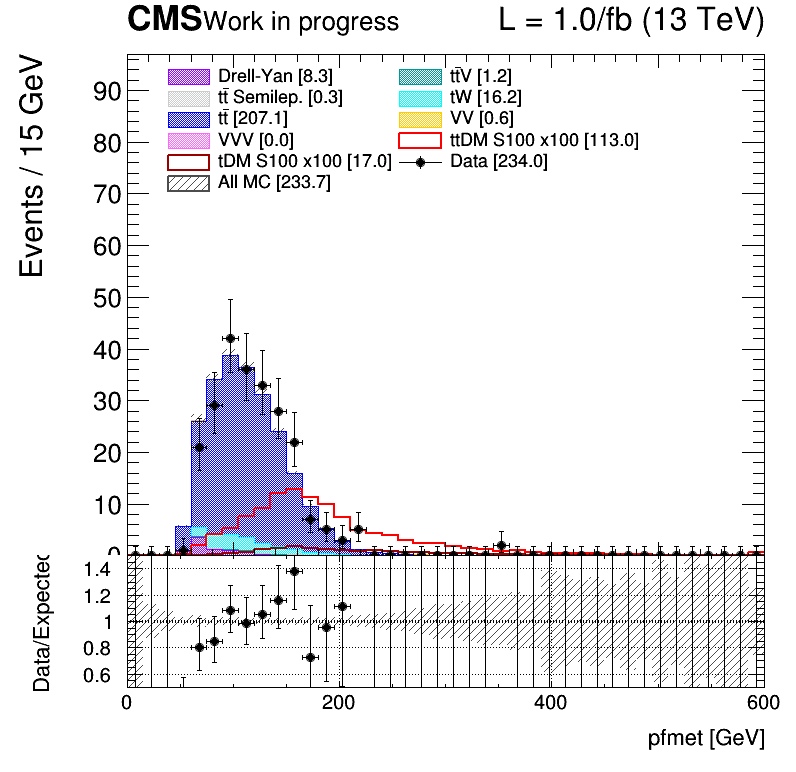 CMS Work in progress L = 1.0/fb (13 TeV)
Drell-Yan [8.3] tt̄V [1.2]
tt̄ Semilep. [0.3] tW [16.2]
tt̄ [207.1] VV [0.6]
VVV [0.0] ttDM S100 x100 [113.0]
tDM S100 x100 [17.0] Data [234.0]
All MC [233.7]
Events / 15 GeV
90
80
70
60
50
40
30
20
10
0
Data/Expected
1.4
1.2
1
0.8
0.6
0 200 400 600
pfmet [GeV]